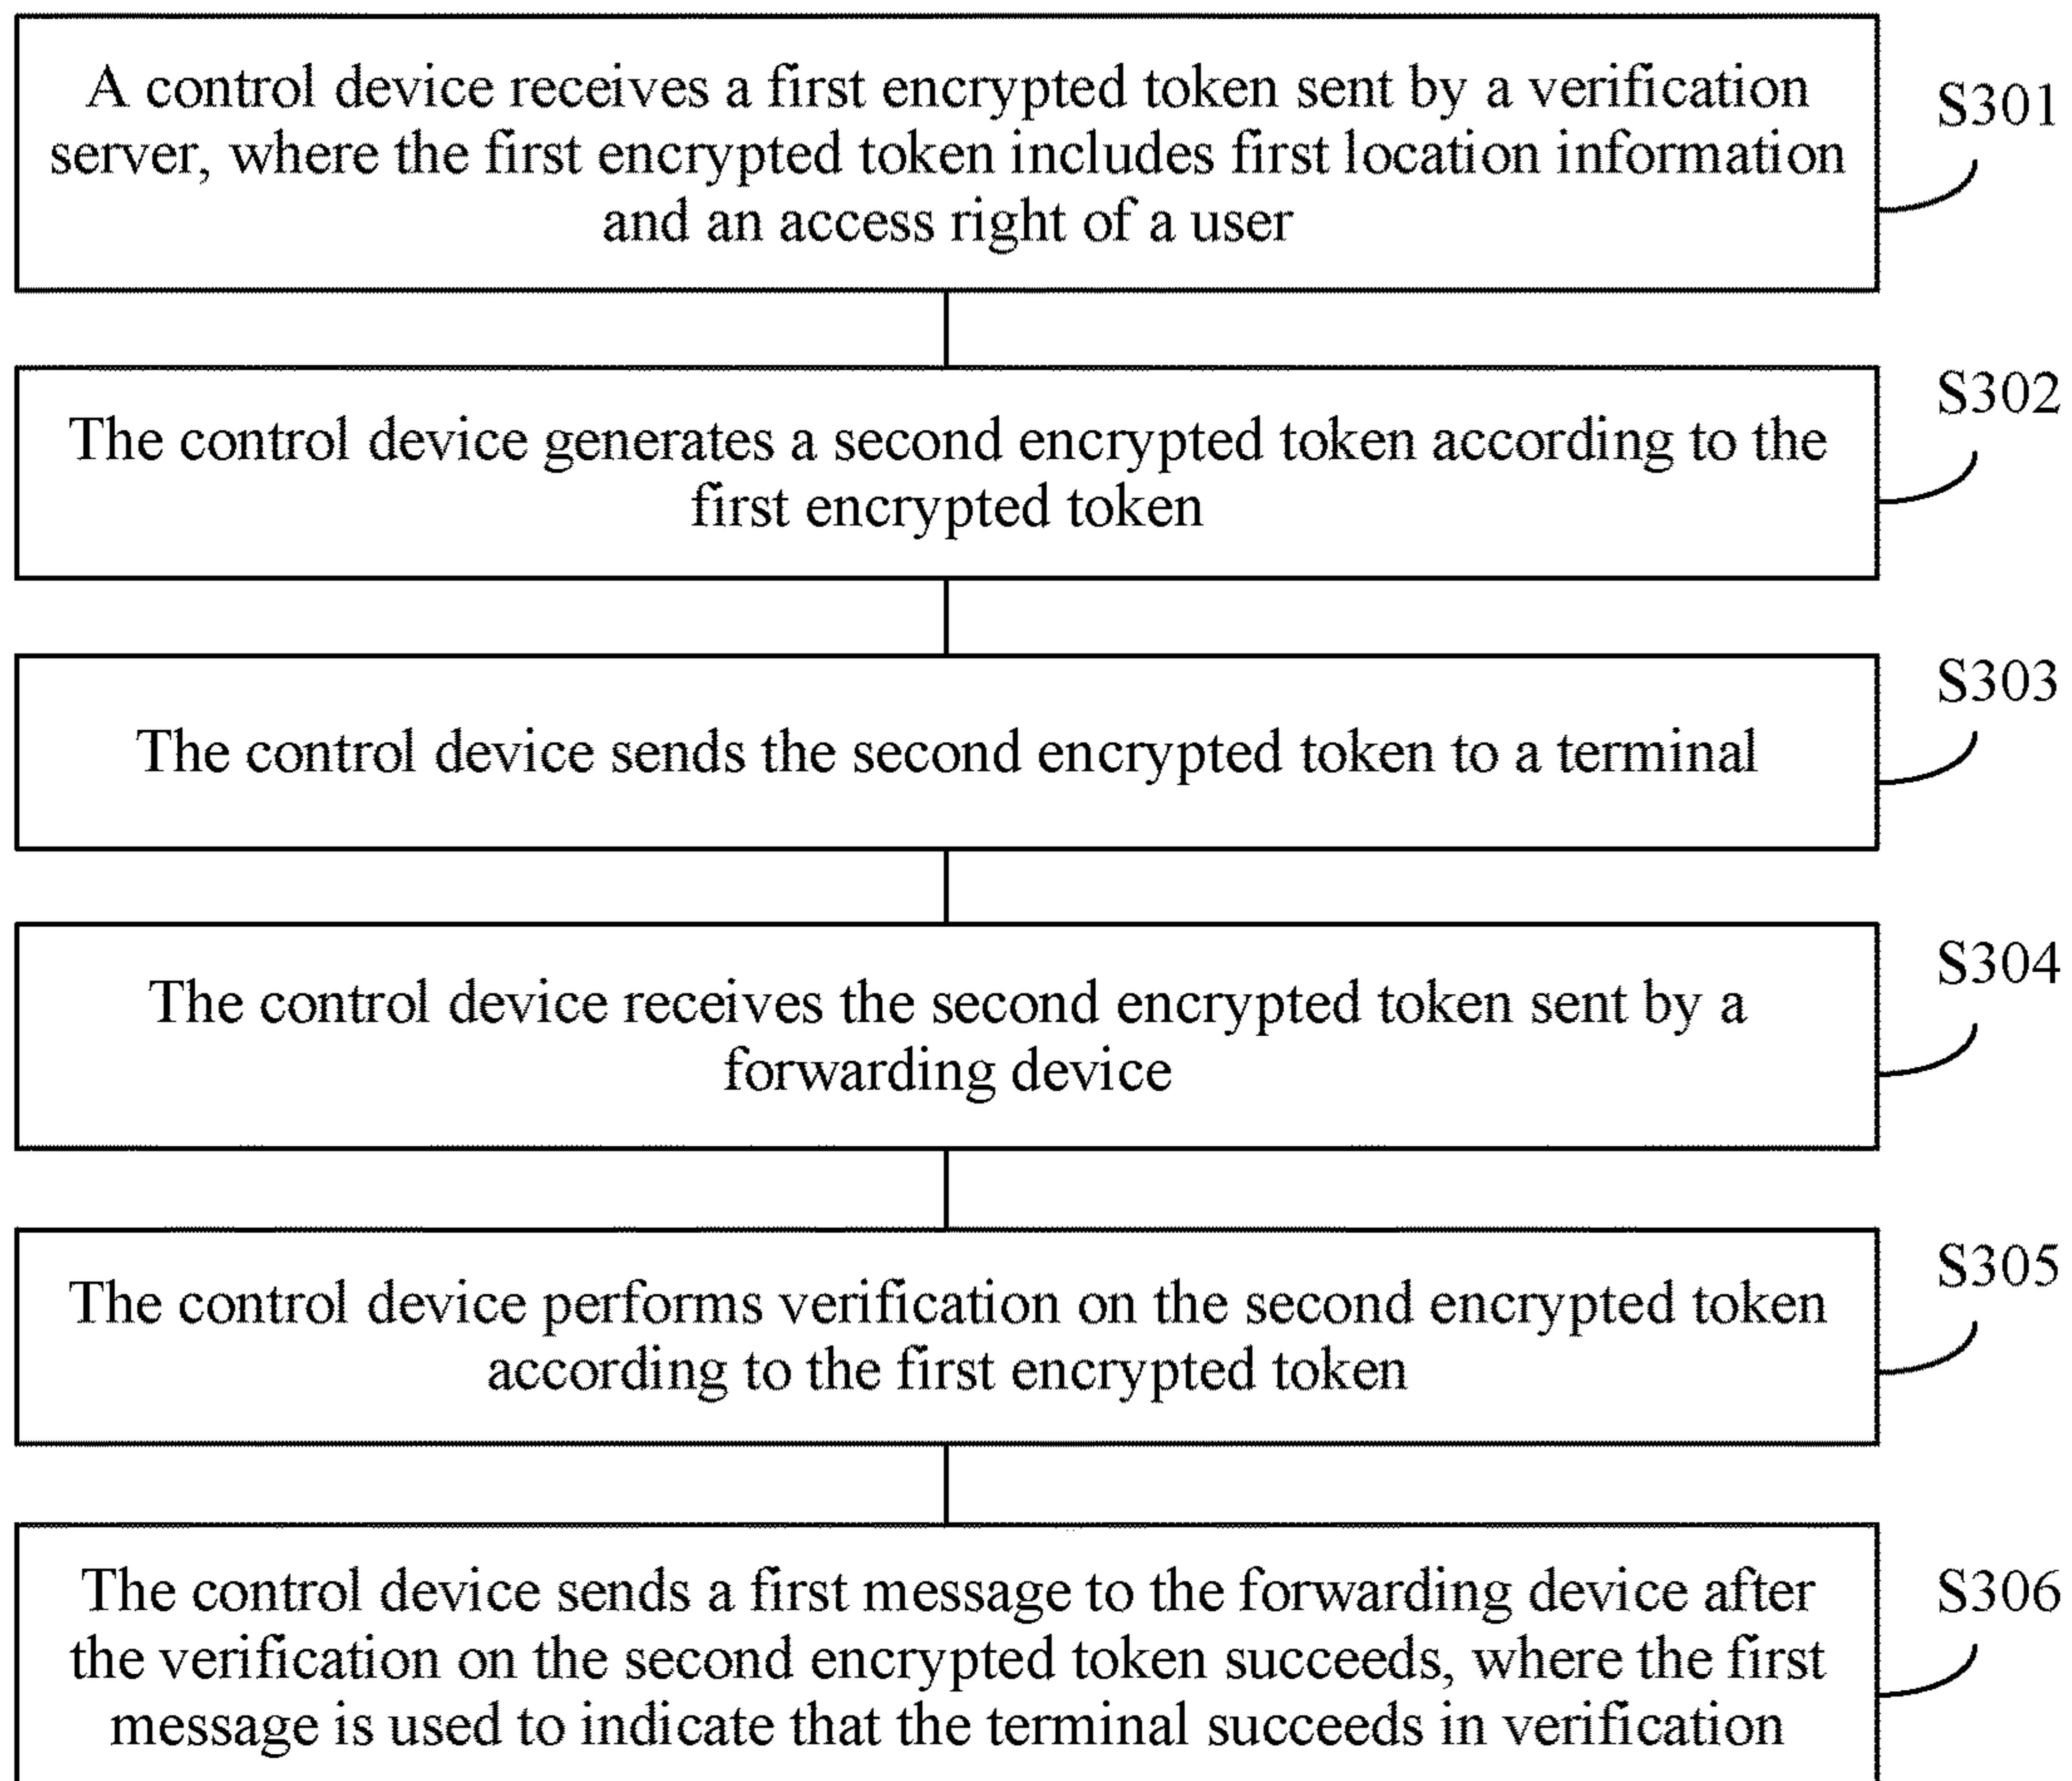 A control device receives a first encrypted token sent by a verification
server, where the first encrypted token includes first location information
and an access right of a user
S301
The control device generates a second encrypted token according to the
first encrypted token
S302
The control device sends the second encrypted token to a terminal
S303
The control device receives the second encrypted token sent by a
forwarding device
S304
The control device performs verification on the second encrypted token
according to the first encrypted token
S305
The control device sends a first message to the forwarding device after
the verification on the second encrypted token succeeds, where the first
message is used to indicate that the terminal succeeds in verification
S306